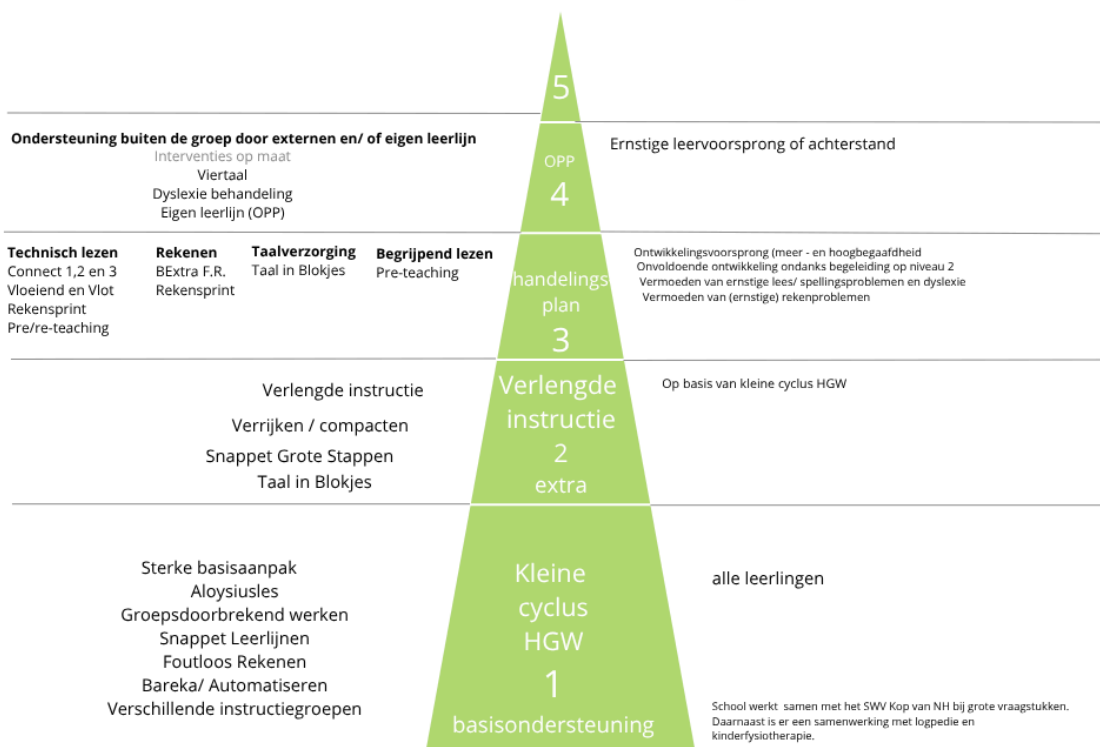 5
Ondersteuning buiten de groep door externen en/ of eigen leerlijn
Interventies op maat
Viertaal
Dyslexie behandeling
Eigen leerlijn (OPP)
OPP
4
Ernstige leervoorsprong of achterstand
Technisch lezen
Connect 1,2 en 3
Vloeiend en Vlot
Rekensprint
Pre/re-teaching
Rekenen
BExtra F.R.
Rekensprint
Taalverzorging
Taal in Blokjes
Begrijpend lezen
Pre-teaching
handelings
plan
3
Ontwikkelingsvoorsprong (meer - en hoogbegaafdheid
Onvoldoende ontwikkeling ondanks begeleiding op niveau 2
Vermoeden van ernstige lees/ spellingsproblemen en dyslexie
Vermoeden van (ernstige) rekenproblemen
Verlengde instructie
Verrijken / compacten
Snappet Grote Stappen
Taal in Blokjes
Verlengde
instructie
2
extra
Op basis van kleine cyclus HGW
Sterke basisaanpak
Aloysiusles
Groepsdoorbrekend werken
Snappet Leerlijnen
Foutloos Rekenen
Bareka/ Automatiseren
Verschillende instructiegroepen
Kleine
cyclus
HGW
1
basisondersteuning
alle leerlingen
School werkt samen met het SWV Kop van NH bij grote vraagstukken.
Daarnaast is er een samenwerking met logpedie en
kinderfysiotherapie.